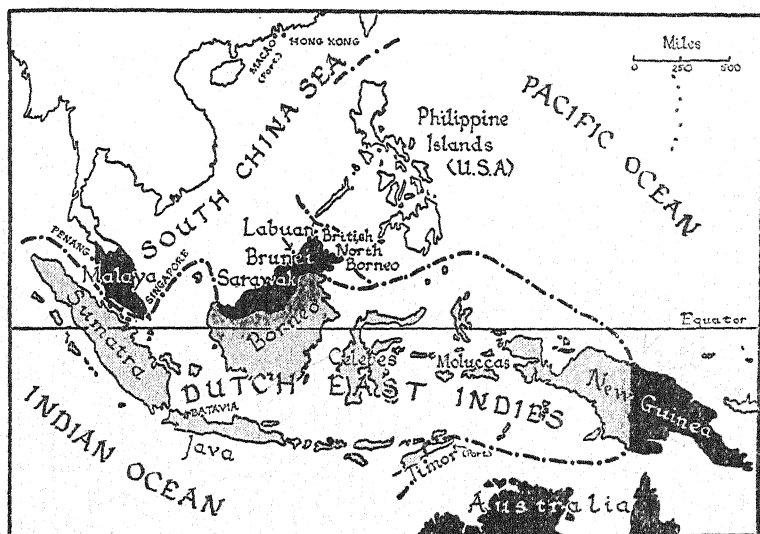 HONG KONG
MACAO
(Port.)
Miles
0 250 500
SOUTH CHINA SEA
PACIFIC OCEAN
Philippine
Islands
(U.S.A)
PENANG
Malaya
SINGAPORE
Labuan
Brunei
Sarawak
British
North
Borneo
Sumatra
Borneo
Equator
Celebes
Moluccas
New
Guinea
DUTCH EAST INDIES
BATAVIA
Java
Timor (Port.)
INDIAN OCEAN
Australia